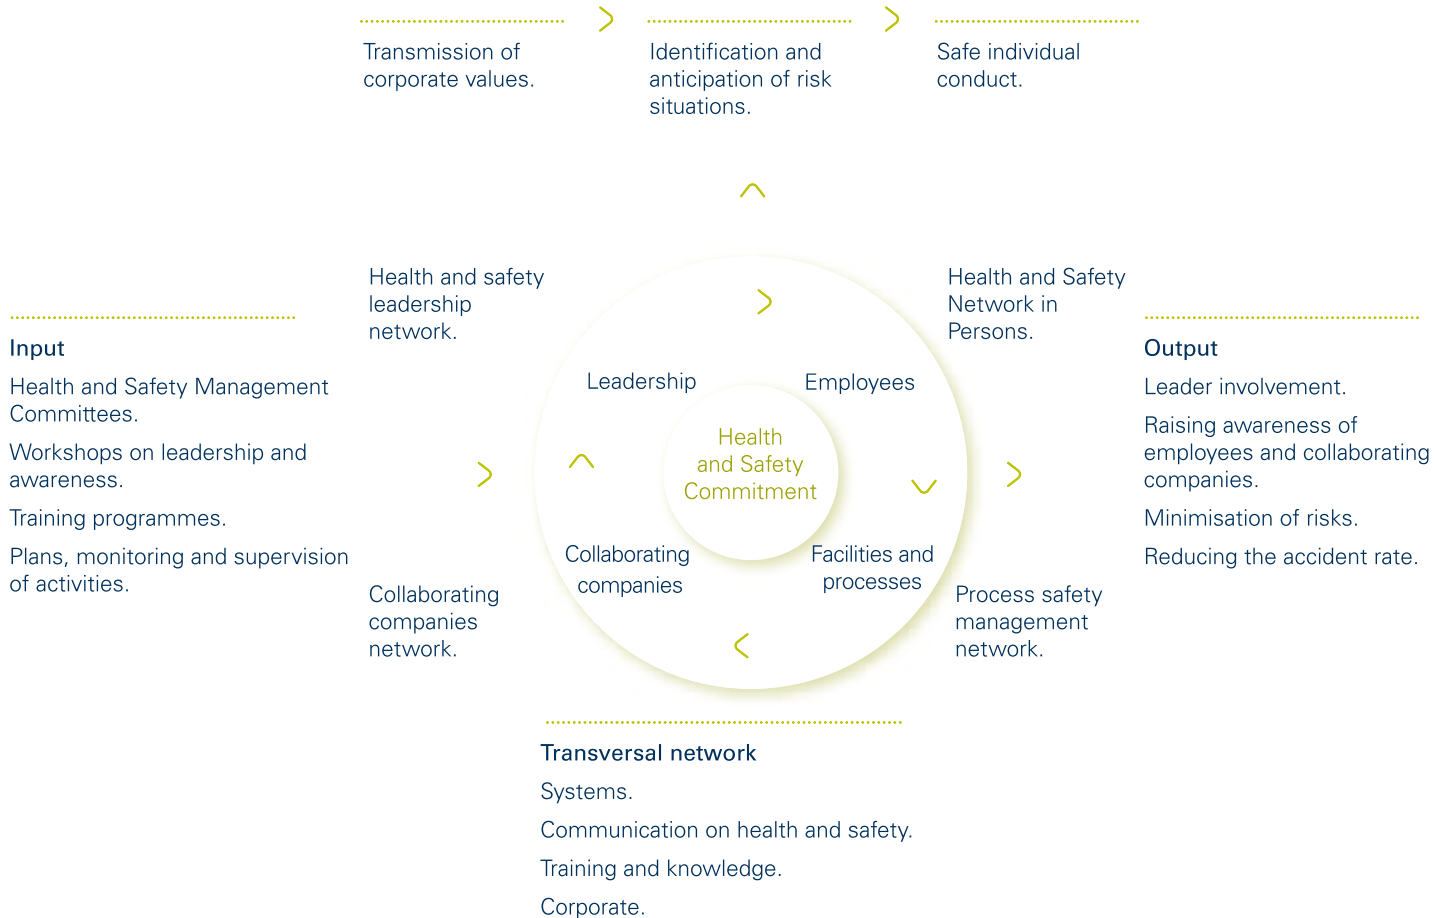 Transmission of
corporate values.
Identification and
anticipation of risk
situations.
Safe individual
conduct.
Health and safety
leadership
network.
Health and Safety
Network in
Persons.
Input
Health and Safety Management
Committees.
Workshops on leadership and
awareness.
Training programmes.
Plans, monitoring and supervision
of activities.
Leadership
Employees
Health
and Safety
Commitment
Collaborating
companies
Facilities and
processes
Output
Leader involvement.
Raising awareness of
employees and collaborating
companies.
Minimisation of risks.
Reducing the accident rate.
Collaborating
companies
network.
Process safety
management
network.
Transversal network
Systems.
Communication on health and safety.
Training and knowledge.
Corporate.